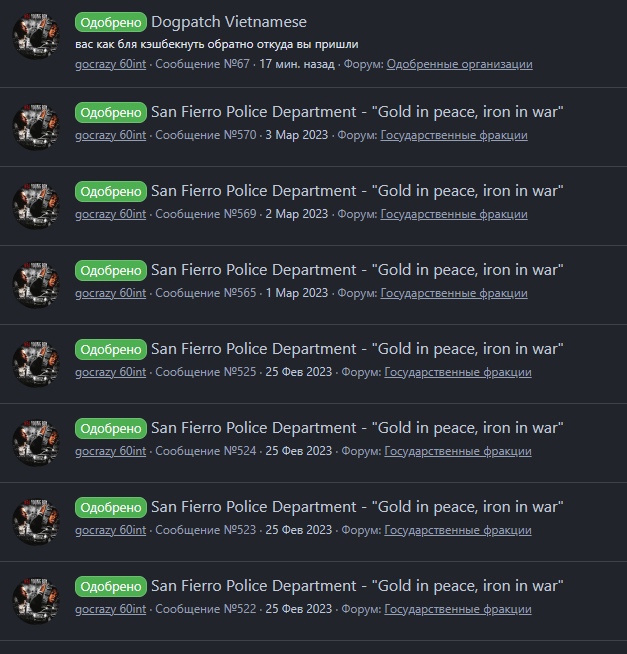 Одобрено Dogpatch Vietnamese
вас как бля кэшбекнуть обратно откуда вы пришли
gocrazy 60int · Сообщение №67 · 17 мин. назад · Форум: Одобренные организации
Одобрено San Fierro Police Department - "Gold in peace, iron in war"
gocrazy 60int · Сообщение №570 · 3 Мар 2023 · Форум: Государственные фракции
Одобрено San Fierro Police Department - "Gold in peace, iron in war"
gocrazy 60int · Сообщение №569 · 2 Мар 2023 · Форум: Государственные фракции
Одобрено San Fierro Police Department - "Gold in peace, iron in war"
gocrazy 60int · Сообщение №565 · 1 Мар 2023 · Форум: Государственные фракции
Одобрено San Fierro Police Department - "Gold in peace, iron in war"
gocrazy 60int · Сообщение №525 · 25 Фев 2023 · Форум: Государственные фракции
Одобрено San Fierro Police Department - "Gold in peace, iron in war"
gocrazy 60int · Сообщение №524 · 25 Фев 2023 · Форум: Государственные фракции
Одобрено San Fierro Police Department - "Gold in peace, iron in war"
gocrazy 60int · Сообщение №523 · 25 Фев 2023 · Форум: Государственные фракции
Одобрено San Fierro Police Department - "Gold in peace, iron in war"
gocrazy 60int · Сообщение №522 · 25 Фев 2023 · Форум: Государственные фракции